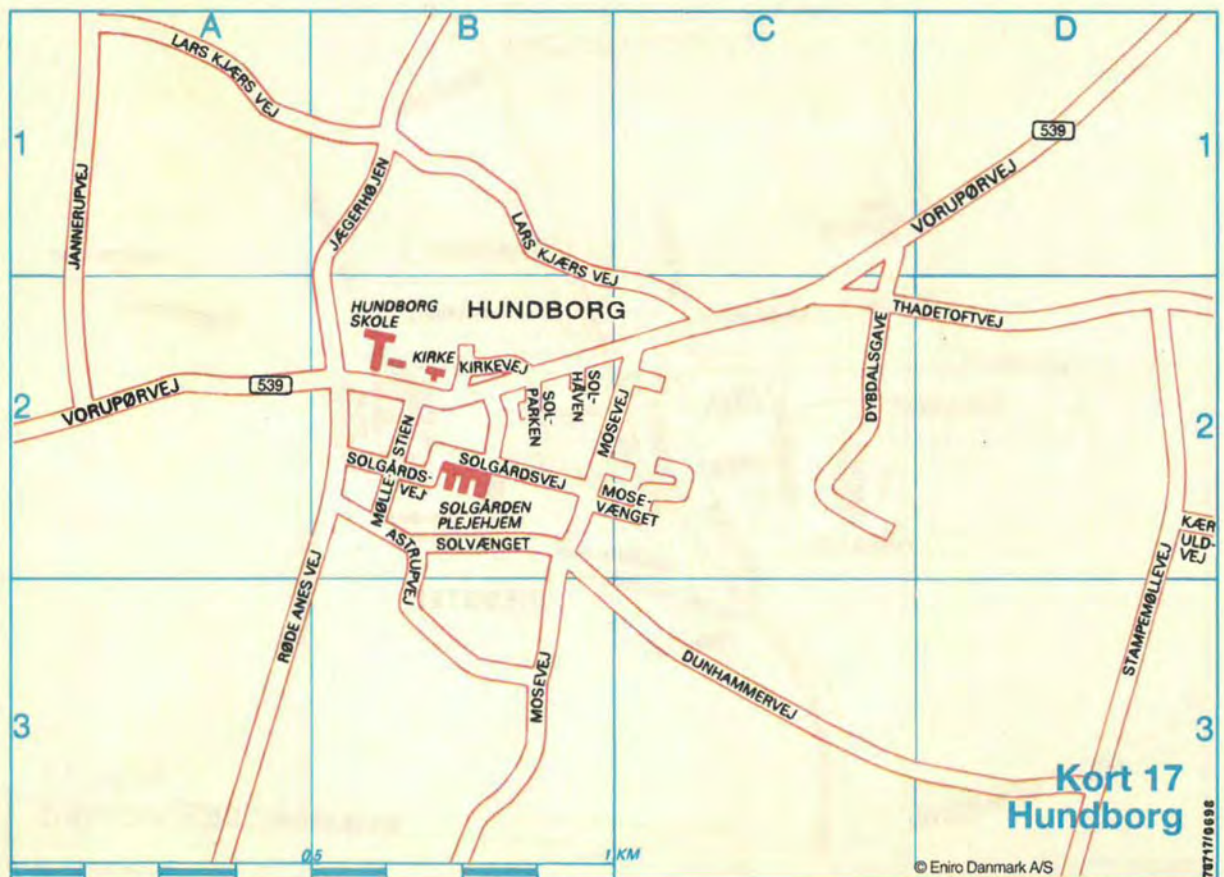 A
B
C
D
LARS KJÆRS VEJ
1
539
1
JANNERUPVEJ
JÆGERHØJEN
VORUPØRVEJ
LARS KJÆRS VEJ
HUNDBORG
SKOLE
HUNDBORG
THADETOFTVEJ
KIRKE
KIRKEVEJ
DYBDALSGAVE
VORUPØRVEJ
539
2
SOL-
PARKEN
SOL-
HAVEN
MOSEVEJ
2
MØLLE
STIEN
SOLGÅRDS-
VEJ
SOLGÅRDSVEJ
MOSE-
VÆNGET
SOLGÅRDEN
PLEJEHJEM
SOLVÆNGET
ASTRUPVEJ
KÆR
ULD-
VEJ
RØDE ANES VEJ
STAMPEMØLLEVEJ
MOSEVEJ
DUNHAMMERVEJ
3
3
Kort 17
Hundborg
0,5
1 KM
© Eniro Danmark A/S